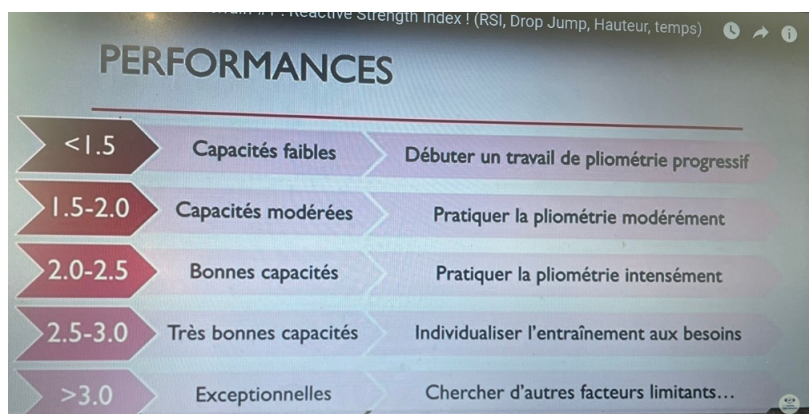 Reactive Strength Index ! (RSI, Drop Jump, Hauteur, temps)
PERFORMANCES
<1.5 Capacités faibles Débuter un travail de pliométrie progressif
1.5-2.0 Capacités modérées Pratiquer la pliométrie modérément
2.0-2.5 Bonnes capacités Pratiquer la pliométrie intensément
2.5-3.0 Très bonnes capacités Individualiser l'entraînement aux besoins
>3.0 Exceptionnelles Chercher d'autres facteurs limitants...